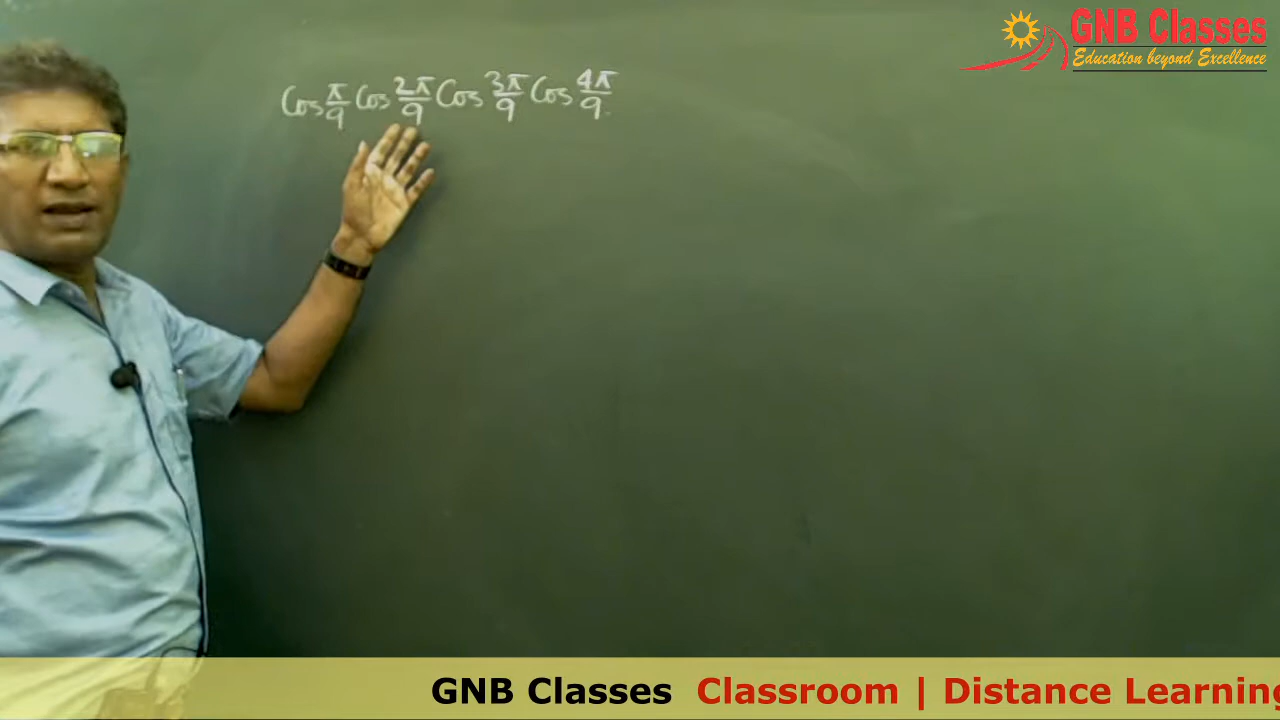 GNB Classes
Education beyond Excellence
Cos π/9 Cos 2π/9 Cos 3π/9 Cos 4π/9.
GNB Classes Classroom | Distance Learning